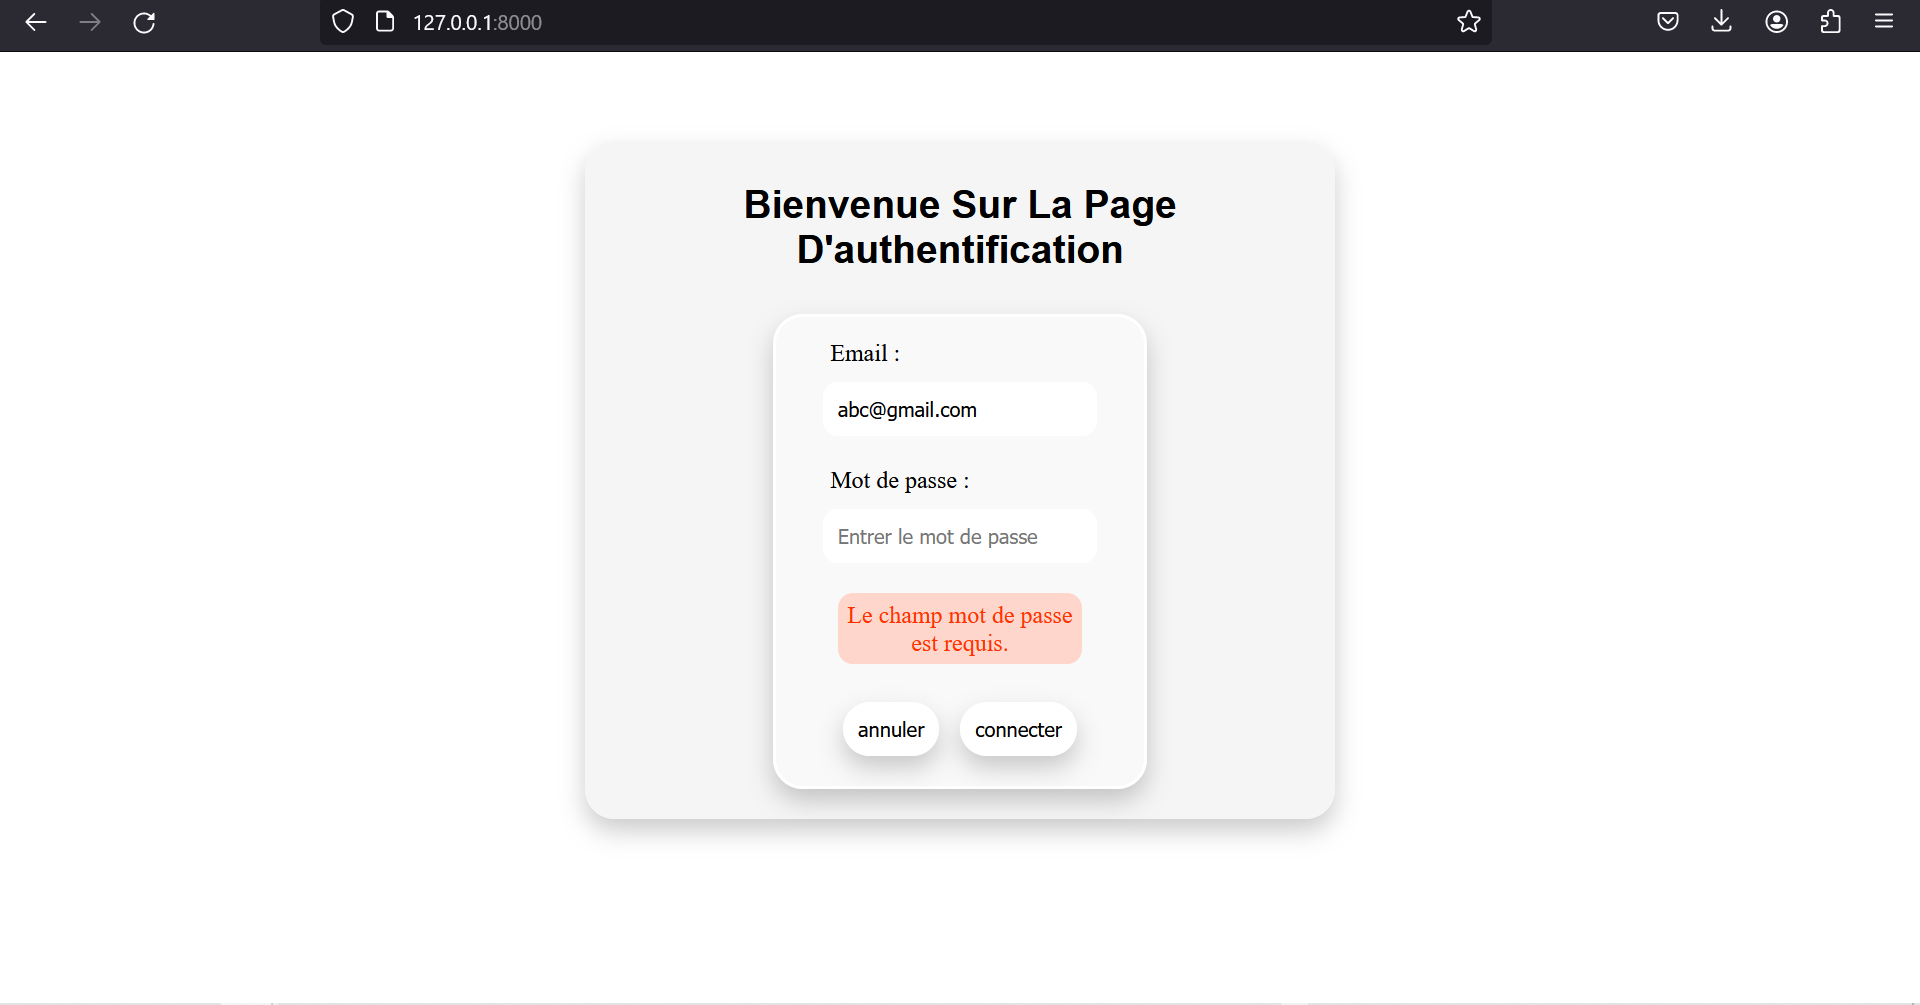 127.0.0.1:8000
Bienvenue Sur La Page
D'authentification
Email :
abc@gmail.com
Mot de passe :
Entrer le mot de passe
Le champ mot de passe
est requis.
annuler connecter